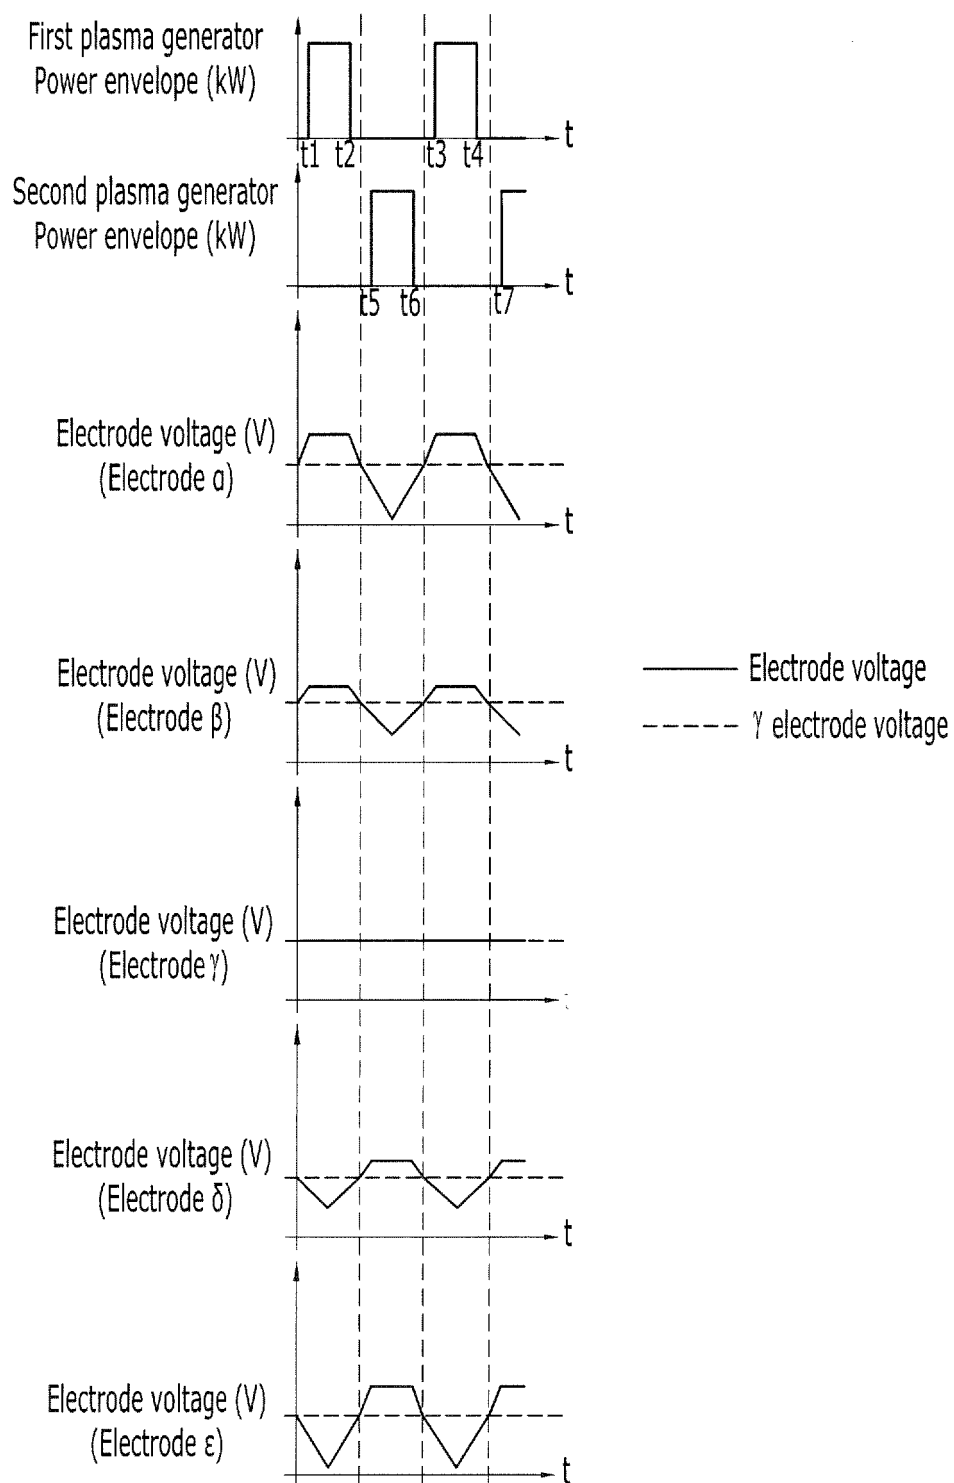 First plasma generator
Power envelope (kW)
t
t1 t2 t3 t4
Second plasma generator
Power envelope (kW)
t
t5 t6 t7
Electrode voltage (V)
(Electrode α)
t
Electrode voltage (V)
(Electrode β)
t
Electrode voltage
γ electrode voltage
Electrode voltage (V)
(Electrode γ)
Electrode voltage (V)
(Electrode δ)
t
Electrode voltage (V)
(Electrode ε)
t